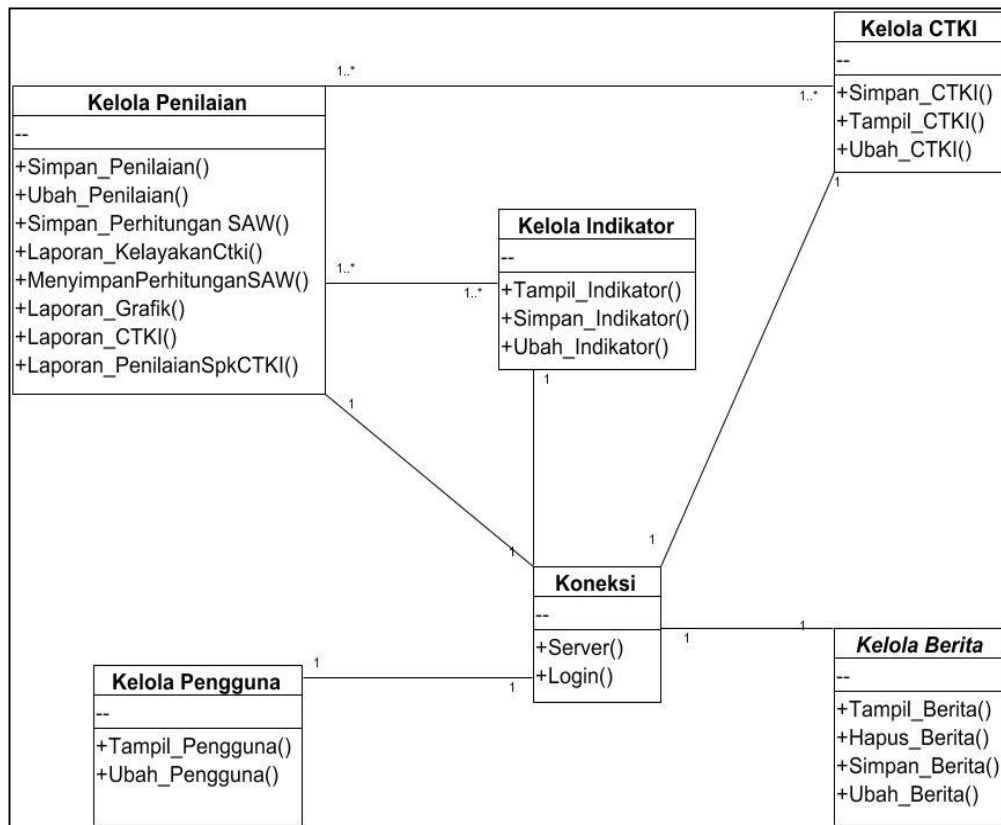 Kelola CTKI
--
+Simpan_CTKI()
+Tampil_CTKI()
+Ubah_CTKI()
1..*
1..*
1
Kelola Penilaian
--
+Simpan_Penilaian()
+Ubah_Penilaian()
+Simpan_Perhitungan SAW()
+Laporan_KelayakanCtki()
+MenyimpanPerhitunganSAW()
+Laporan_Grafik()
+Laporan_CTKI()
+Laporan_PenilaianSpkCTKI()
1..*
1..*
1
Kelola Indikator
--
+Tampil_Indikator()
+Simpan_Indikator()
+Ubah_Indikator()
1
1
1
Koneksi
--
+Server()
+Login()
1
1
1
1
Kelola Pengguna
--
+Tampil_Pengguna()
+Ubah_Pengguna()
Kelola Berita
--
+Tampil_Berita()
+Hapus_Berita()
+Simpan_Berita()
+Ubah_Berita()